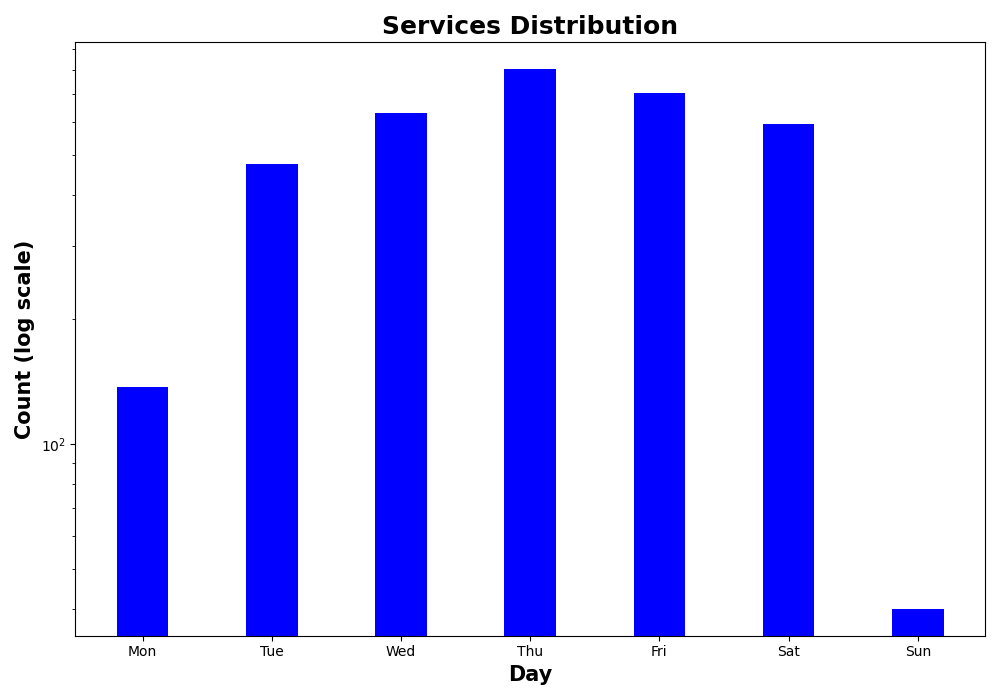 Services Distribution
Count (log scale)
10²
Mon Tue Wed Thu Fri Sat Sun
Day